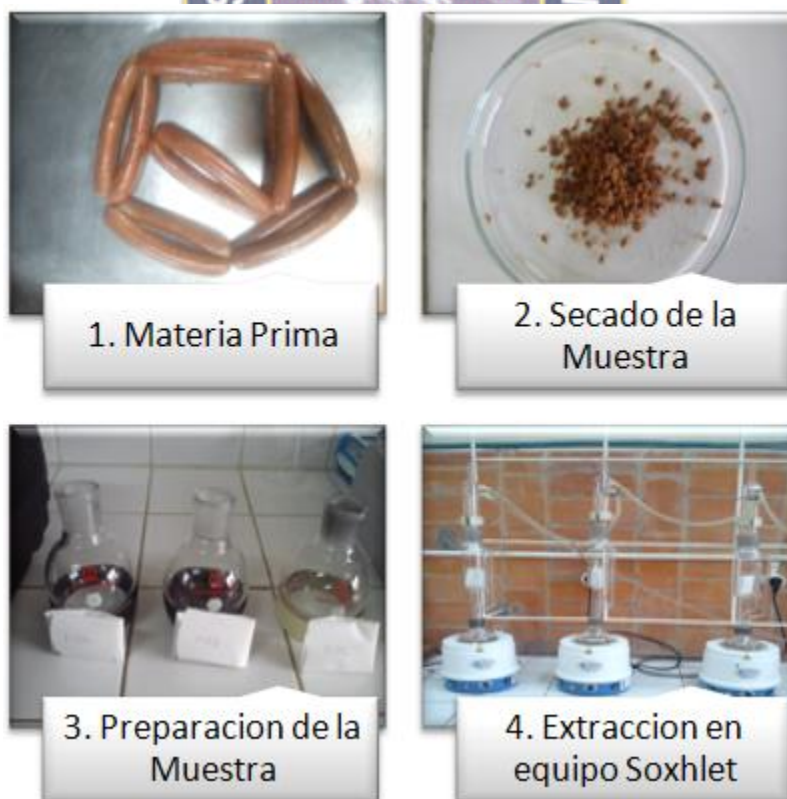 1. Materia Prima
2. Secado de la
Muestra
3. Preparacion de la
Muestra
4. Extraccion en
equipo Soxhlet